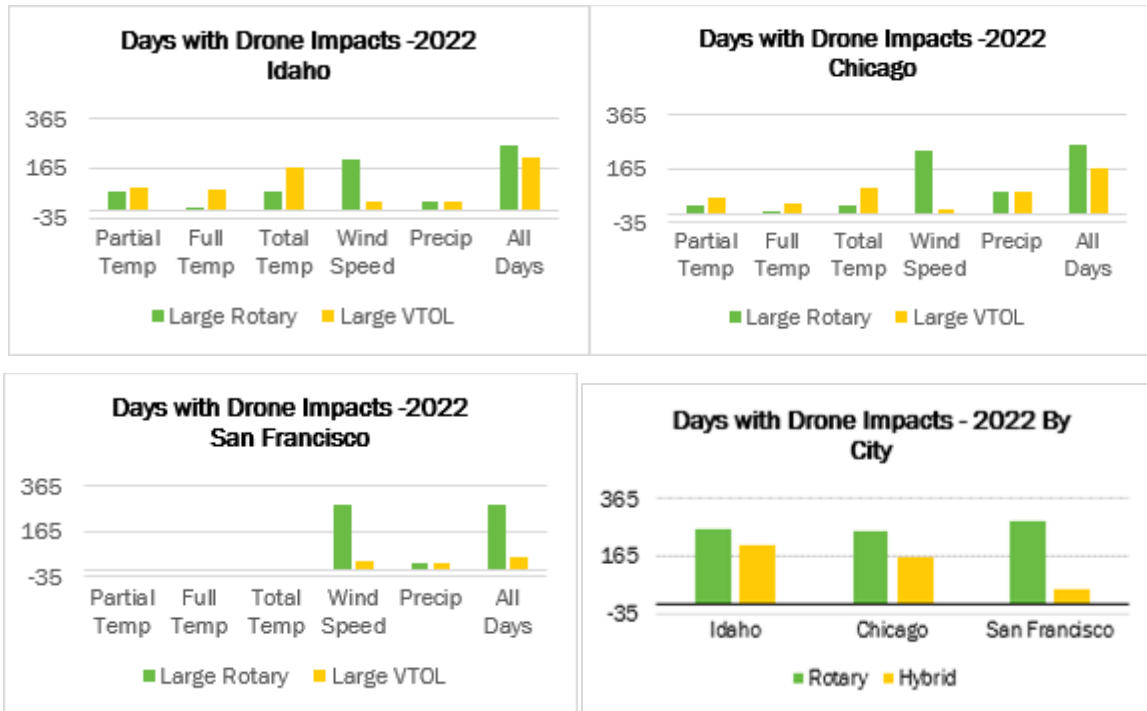 Days with Drone Impacts -2022
Idaho
365
165
-35
Partial Full Total Wind Precip All
Temp Temp Temp Speed Days
Large Rotary Large VTOL
Days with Drone Impacts -2022
Chicago
365
165
-35
Partial Full Total Wind Precip All
Temp Temp Temp Speed Days
Large Rotary Large VTOL
Days with Drone Impacts -2022
San Francisco
365
165
-35
Partial Full Total Wind Precip All
Temp Temp Temp Speed Days
Large Rotary Large VTOL
Days with Drone Impacts - 2022 By
City
365
165
-35
Idaho Chicago San Francisco
Rotary Hybrid